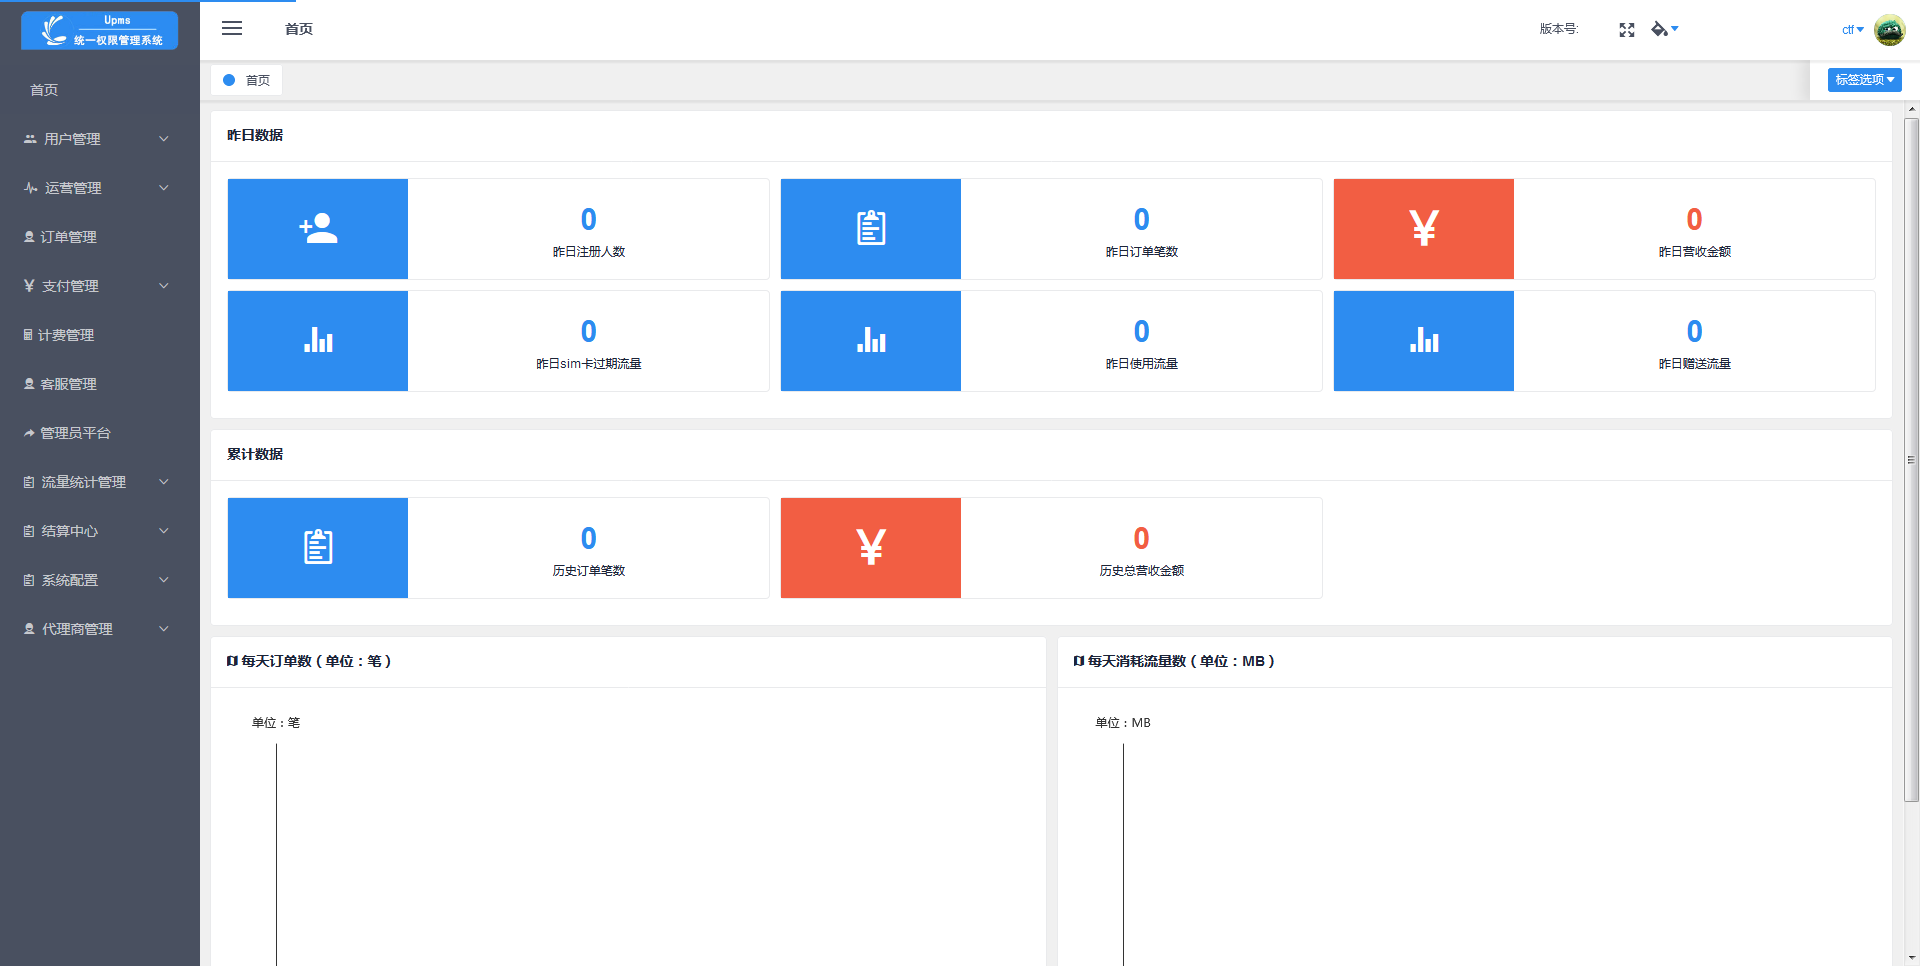 Upms
统一权限管理系统
首页
版本号:
ctf
首页
标签选项
首页
用户管理
运营管理
订单管理
支付管理
计费管理
客服管理
管理员平台
流量统计管理
结算中心
系统配置
代理商管理
昨日数据
0
昨日注册人数
0
昨日订单笔数
¥
0
昨日营收金额
0
昨日sim卡过期流量
0
昨日使用流量
0
昨日赠送流量
累计数据
0
历史订单笔数
¥
0
历史总营收金额
每天订单数（单位：笔）
单位：笔
每天消耗流量数（单位：MB）
单位：MB